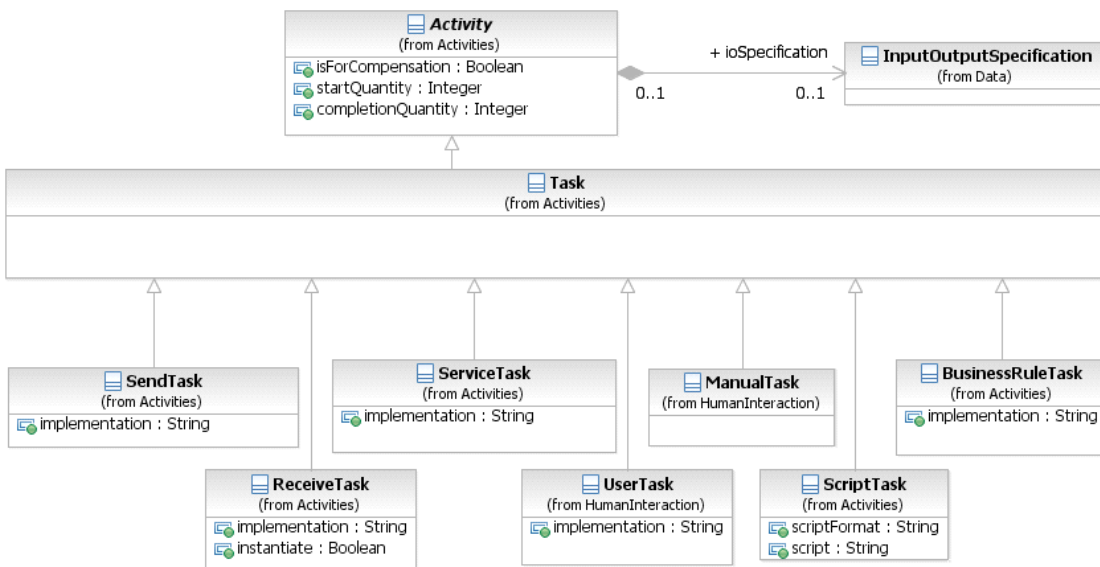 Activity
(from Activities)
isForCompensation : Boolean
startQuantity : Integer
completionQuantity : Integer
+ ioSpecification
0..1
0..1
InputOutputSpecification
(from Data)
Task
(from Activities)
SendTask
(from Activities)
implementation : String
ServiceTask
(from Activities)
implementation : String
ManualTask
(from HumanInteraction)
BusinessRuleTask
(from Activities)
implementation : String
ReceiveTask
(from Activities)
implementation : String
instantiate : Boolean
UserTask
(from HumanInteraction)
implementation : String
ScriptTask
(from Activities)
scriptFormat : String
script : String